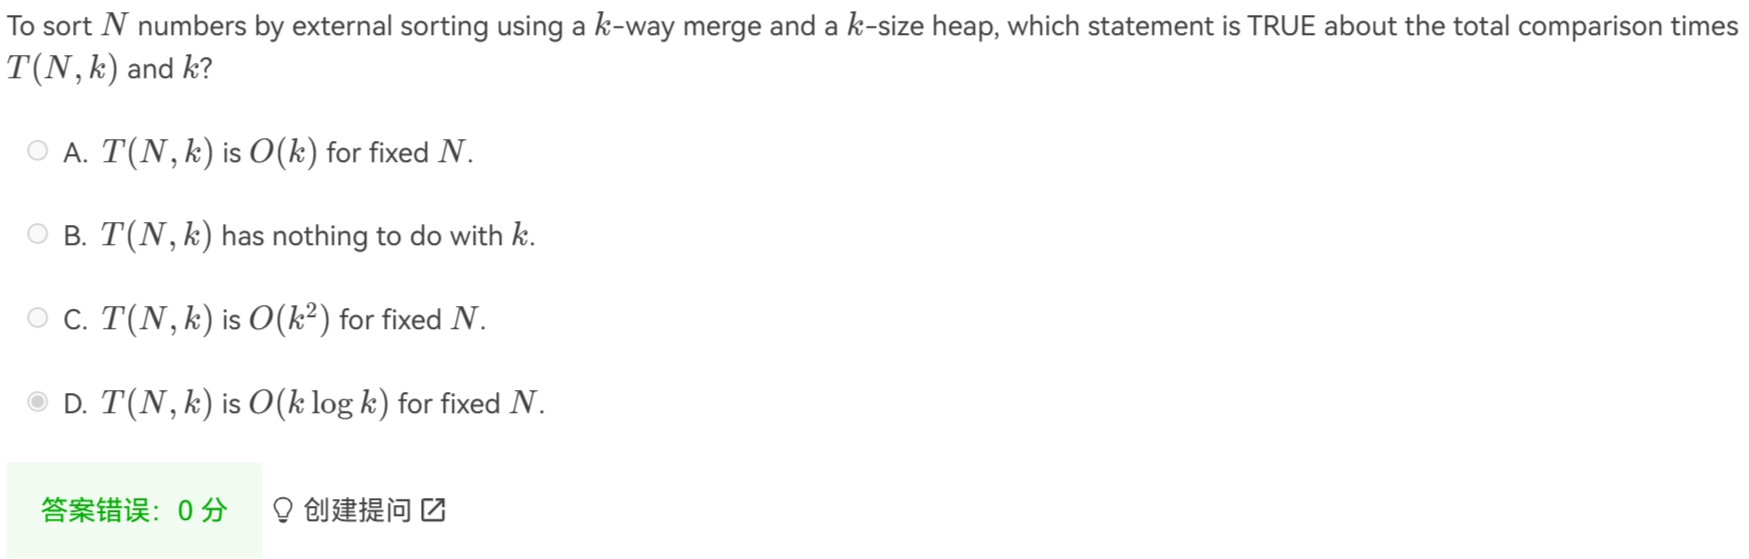 To sort N numbers by external sorting using a k-way merge and a k-size heap, which statement is TRUE about the total comparison times
T(N, k) and k?
A. T(N, k) is O(k) for fixed N.
B. T(N, k) has nothing to do with k.
C. T(N, k) is O(k²) for fixed N.
D. T(N, k) is O(k log k) for fixed N.
答案错误：0 分 创建提问